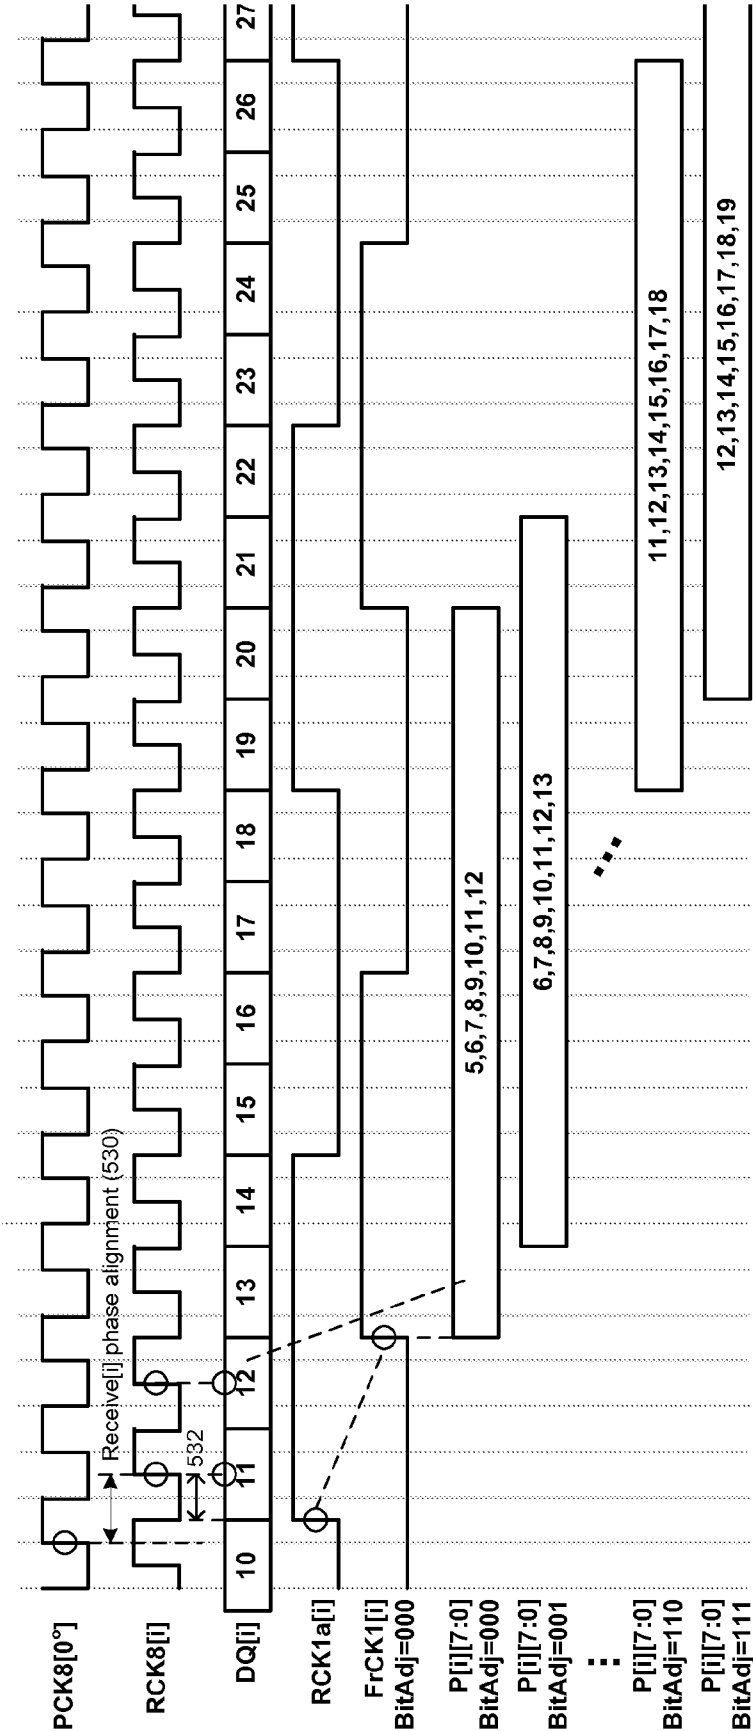 PCK8[0°]
Receive[i] phase alignment (530)
RCK8[i]
532
DQ[i]
10 11 12 13 14 15 16 17 18 19 20 21 22 23 24 25 26 27
RCK1a[i]
FrCK1[i]
BitAdj=000
P[i][7:0]
BitAdj=000
5,6,7,8,9,10,11,12
P[i][7:0]
BitAdj=001
6,7,8,9,10,11,12,13
P[i][7:0]
BitAdj=110
11,12,13,14,15,16,17,18
P[i][7:0]
BitAdj=111
12,13,14,15,16,17,18,19